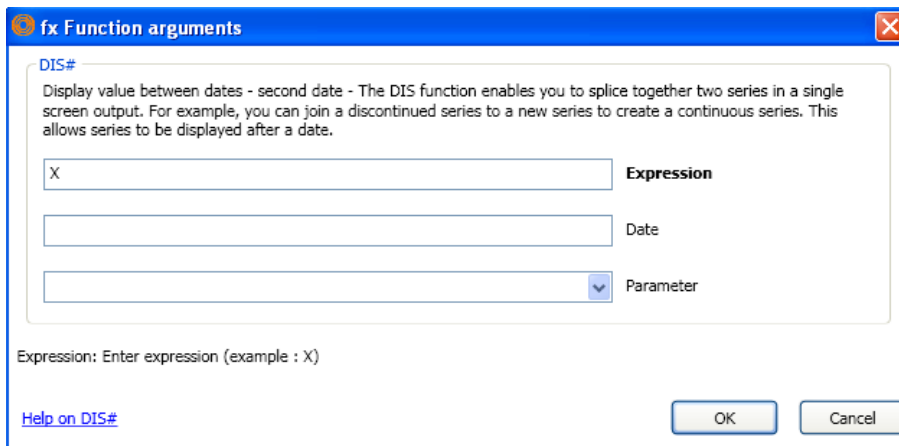 fx Function arguments
DIS#
Display value between dates - second date - The DIS function enables you to splice together two series in a single
screen output. For example, you can join a discontinued series to a new series to create a continuous series. This
allows series to be displayed after a date.
X
Expression
Date
Parameter
Expression: Enter expression (example : X)
Help on DIS#
OK
Cancel